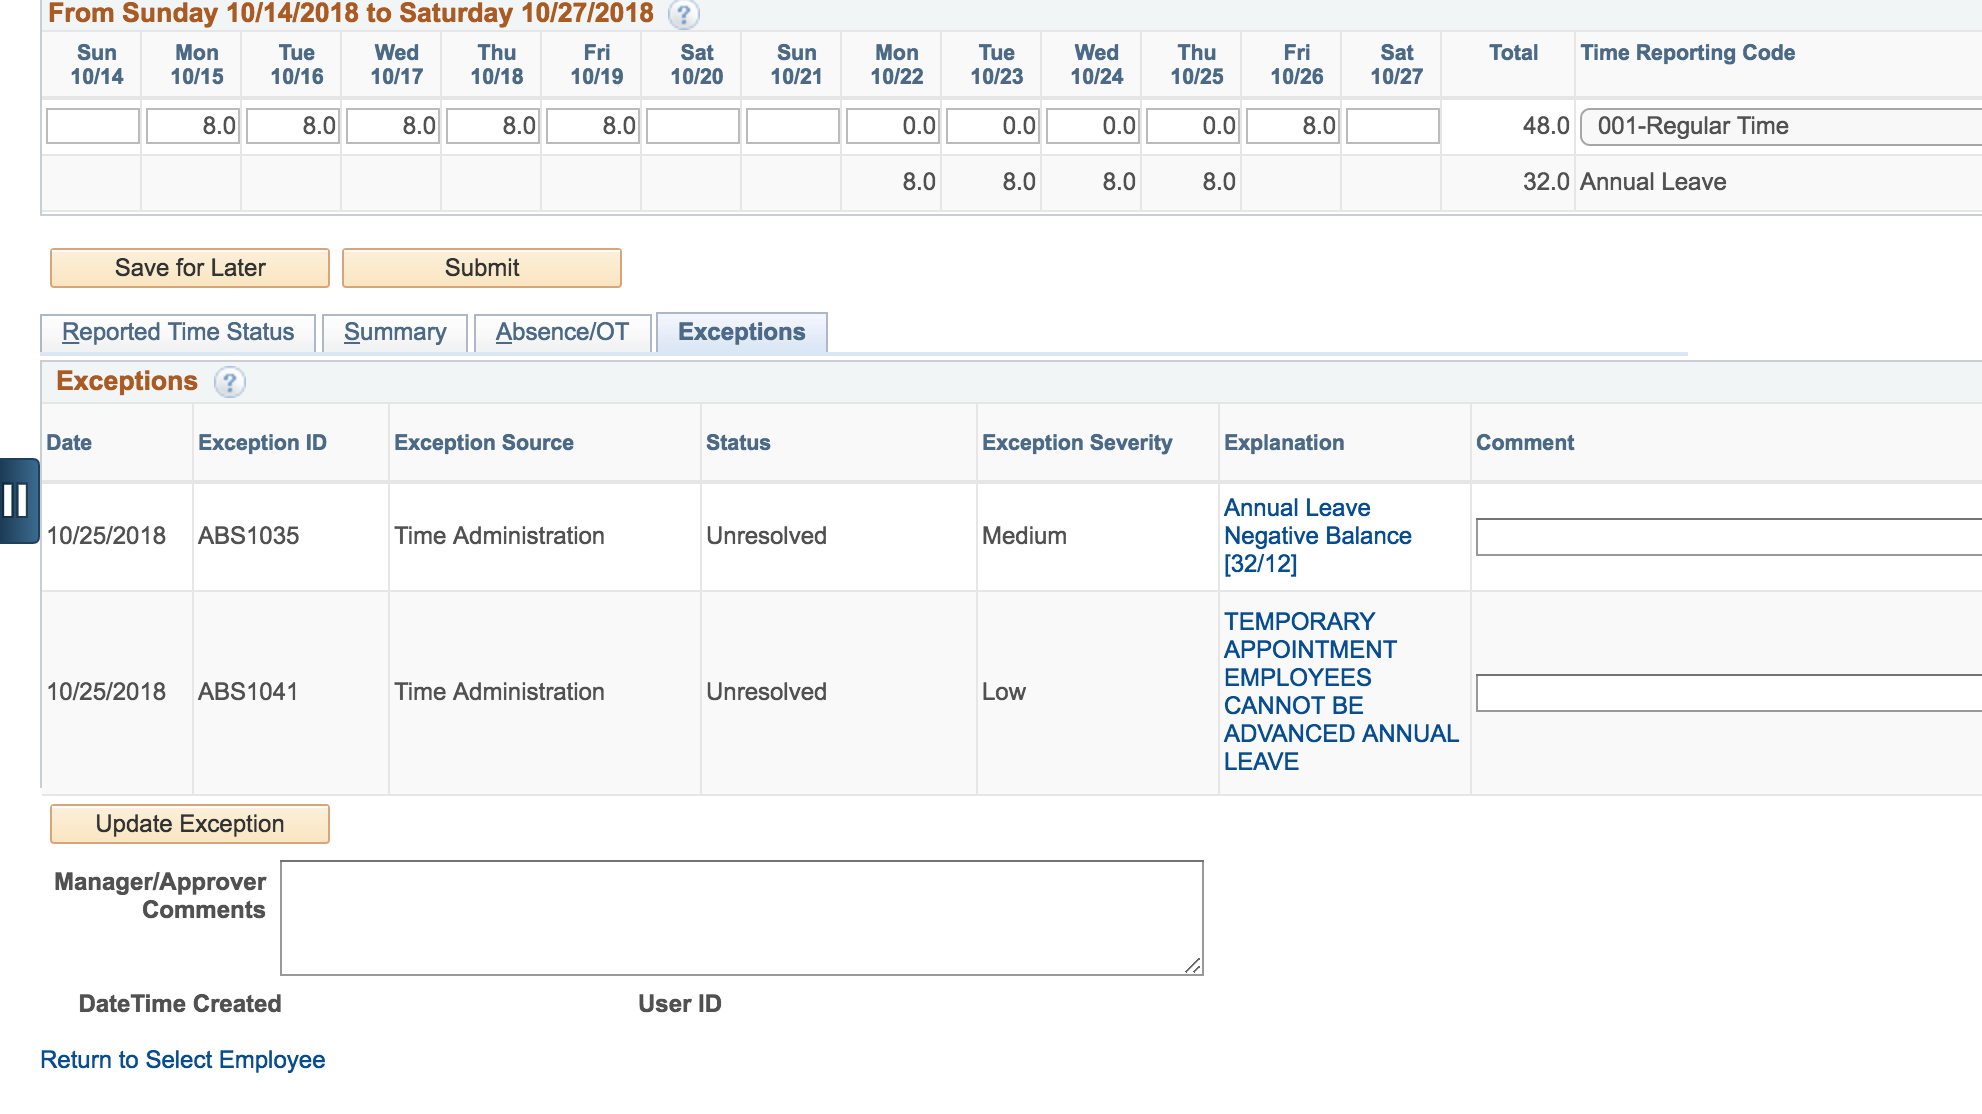 From Sunday 10/14/2018 to Saturday 10/27/2018 ?
Sun 10/14 Mon 10/15 Tue 10/16 Wed 10/17 Thu 10/18 Fri 10/19 Sat 10/20 Sun 10/21 Mon 10/22 Tue 10/23 Wed 10/24 Thu 10/25 Fri 10/26 Sat 10/27 Total Time Reporting Code
8.0 8.0 8.0 8.0 8.0 0.0 0.0 0.0 0.0 8.0 48.0 001-Regular Time
8.0 8.0 8.0 8.0 32.0 Annual Leave
Save for Later Submit
Reported Time Status Summary Absence/OT Exceptions
Exceptions ?
Date Exception ID Exception Source Status Exception Severity Explanation Comment
10/25/2018 ABS1035 Time Administration Unresolved Medium Annual Leave
Negative Balance
[32/12]
10/25/2018 ABS1041 Time Administration Unresolved Low TEMPORARY
APPOINTMENT
EMPLOYEES
CANNOT BE
ADVANCED ANNUAL
LEAVE
Update Exception
Manager/Approver
Comments
DateTime Created User ID
Return to Select Employee